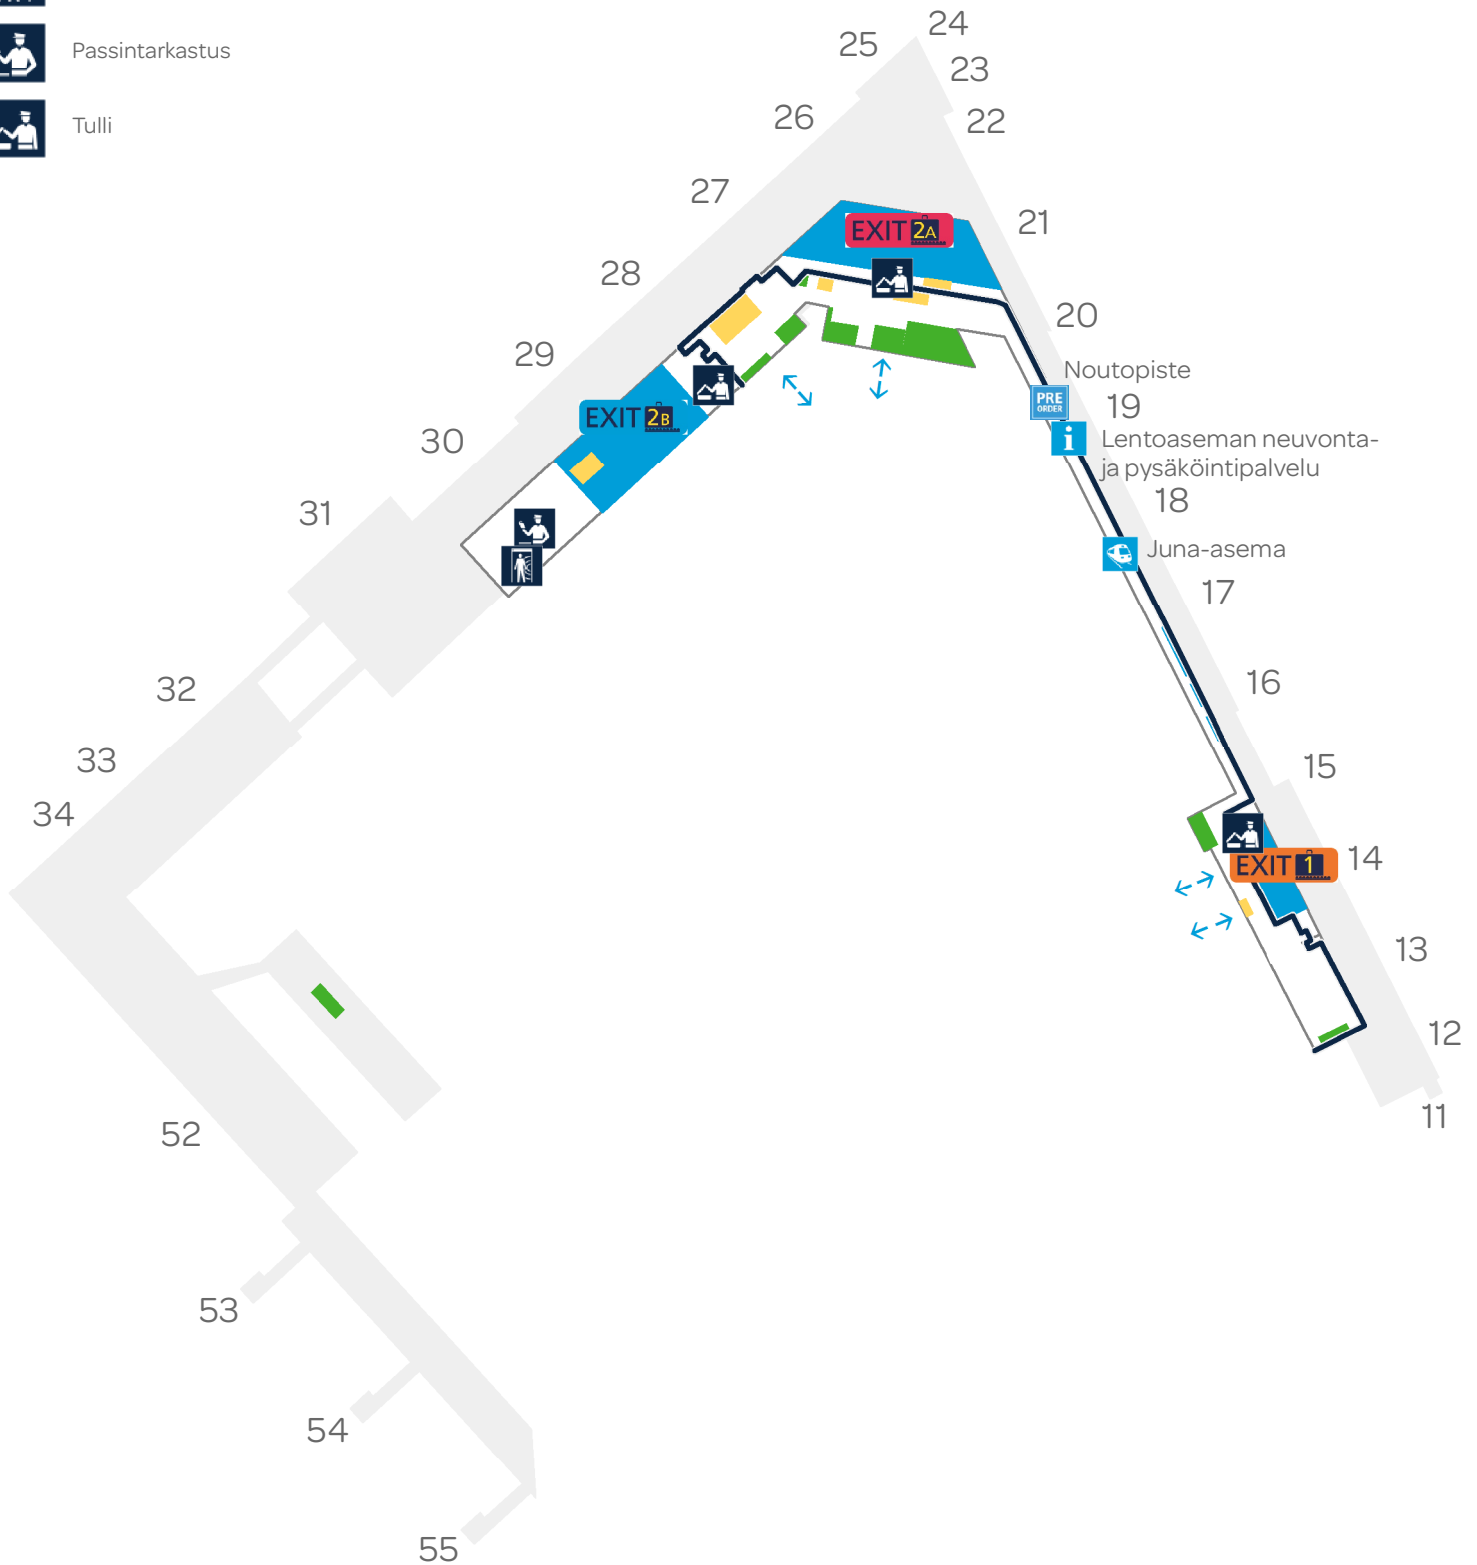 Passintarkastus
Tulli
24
25
23
26
22
27
21
EXIT 2A
28
20
29
Noutopiste
PRE
ORDER
19
EXIT 2B
i
Lentoaseman neuvonta-
ja pysäköintipalvelu
30
18
31
Juna-asema
17
16
32
33
15
34
14
EXIT 1
13
12
11
52
53
54
55